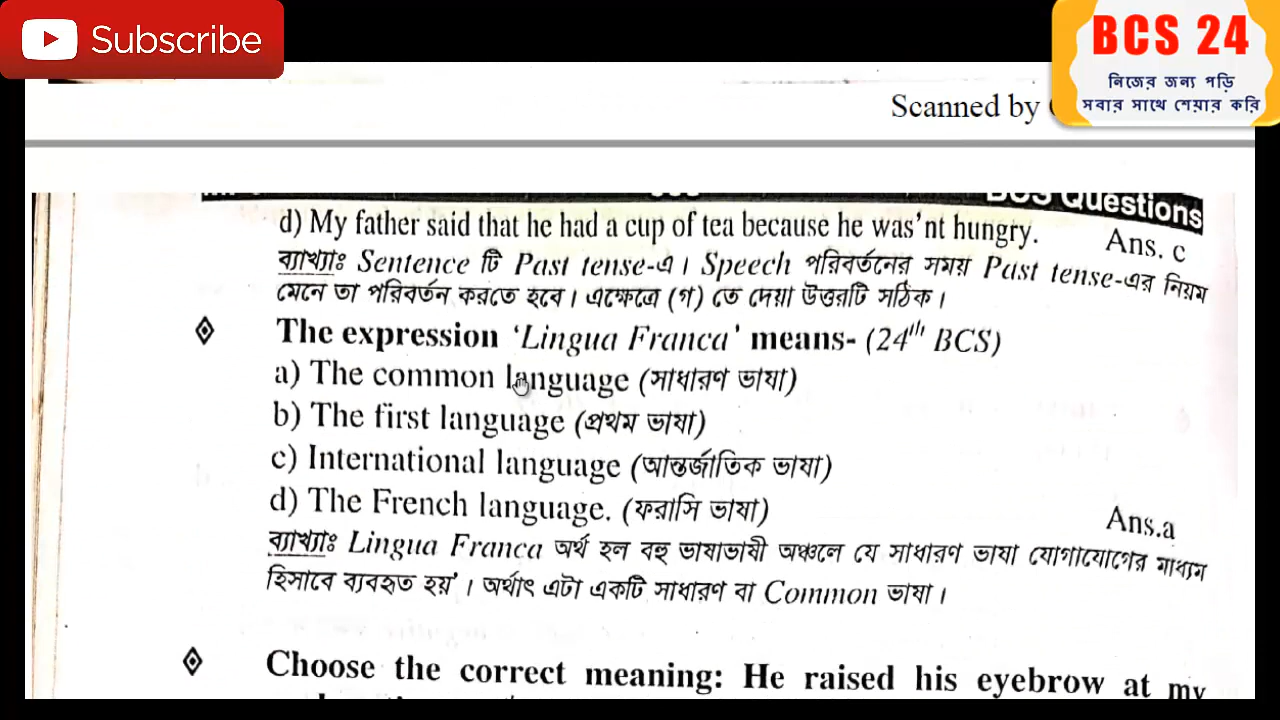 Subscribe
BCS 24
নিজের জন্য পড়ি
সবার সাথে শেয়ার করি
Scanned by
BCS Questions
d) My father said that he had a cup of tea because he was'nt hungry.
Ans. c
ব্যাখ্যাঃ Sentence টি Past tense-এ। Speech পরিবর্তনের সময় Past tense-এর নিয়ম
মেনে তা পরিবর্তন করতে হবে। এক্ষেত্রে (গ) তে দেয়া উত্তরটি সঠিক।
The expression 'Lingua Franca' means- (24th BCS)
a) The common language (সাধারণ ভাষা)
b) The first language (প্রথম ভাষা)
c) International language (আন্তর্জাতিক ভাষা)
d) The French language. (ফরাসি ভাষা)
Ans.a
ব্যাখ্যাঃ Lingua Franca অর্থ হল বহু ভাষাভাষী অঞ্চলে যে সাধারণ ভাষা যোগাযোগের মাধ্যম
হিসাবে ব্যবহৃত হয়'। অর্থাৎ এটা একটি সাধারণ বা Common ভাষা।
Choose the correct meaning: He raised his eyebrow at my